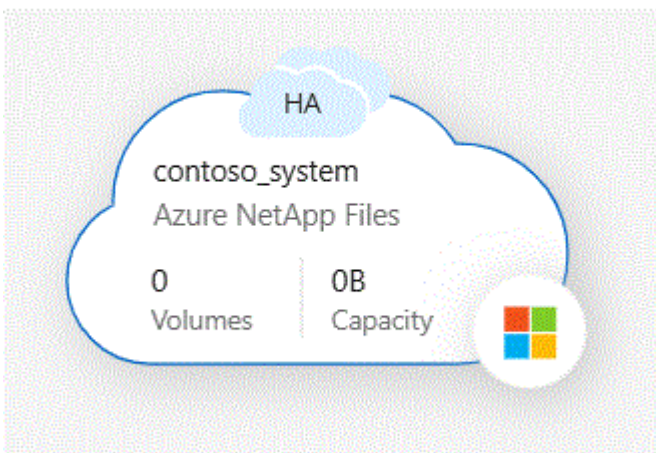 HA
contoso_system
Azure NetApp Files
0 0B
Volumes Capacity